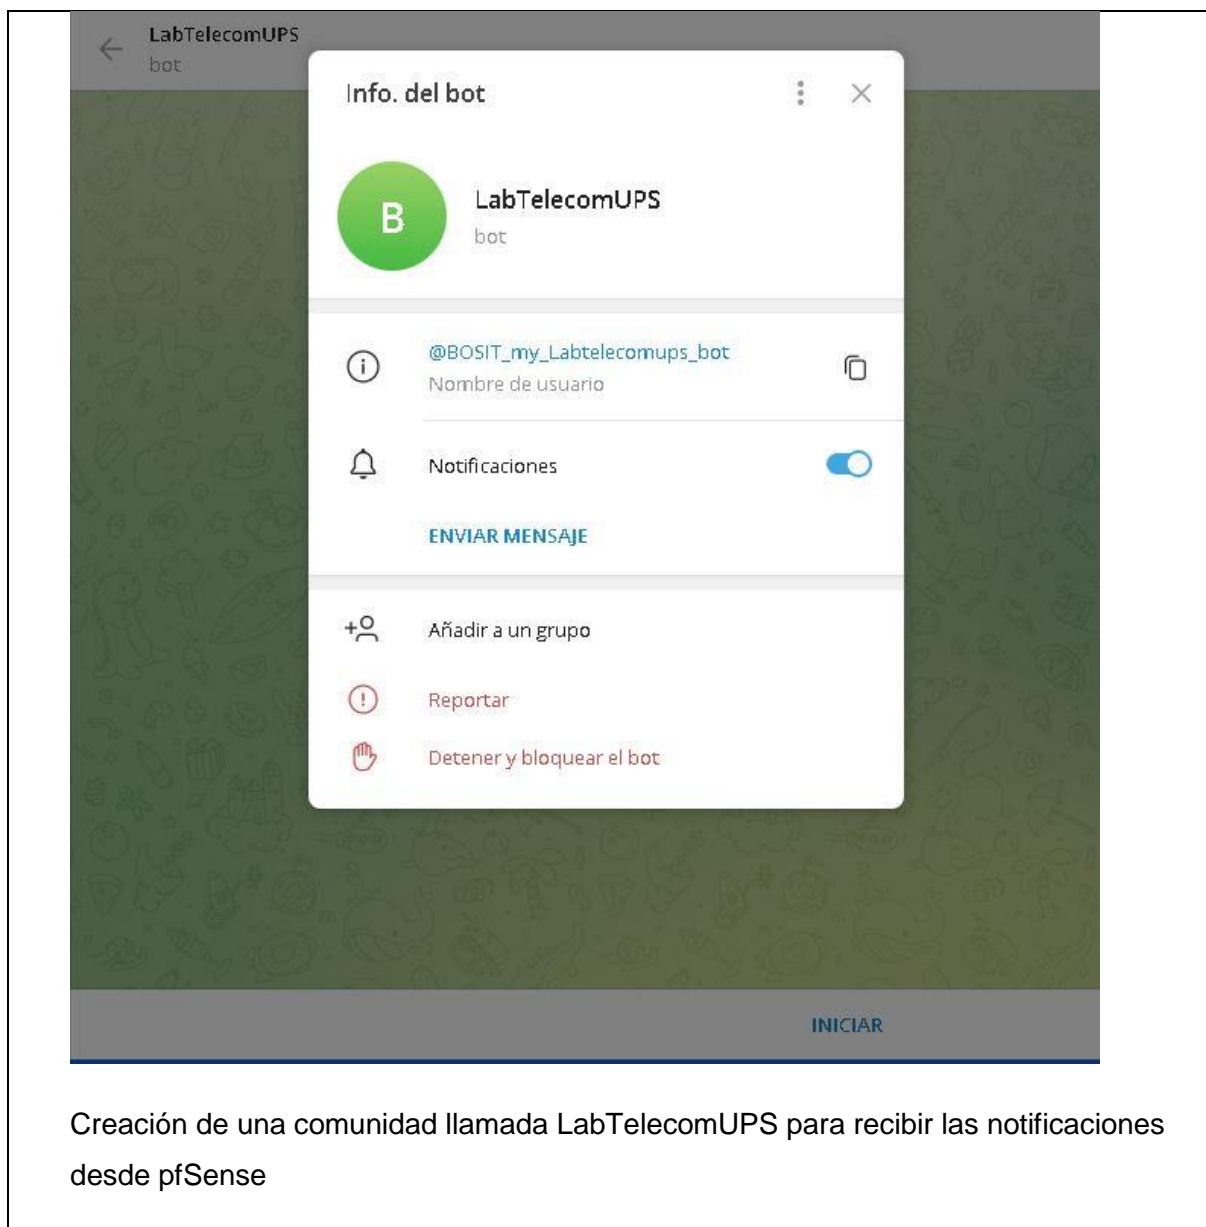 LabTelecomUPS
bot
Info. del bot
B
LabTelecomUPS
bot
@BOSIT_my_Labtelecomups_bot
Nombre de usuario
Notificaciones
ENVIAR MENSAJE
Añadir a un grupo
Reportar
Detener y bloquear el bot
INICIAR
Creación de una comunidad llamada LabTelecomUPS para recibir las notificaciones
desde pfSense